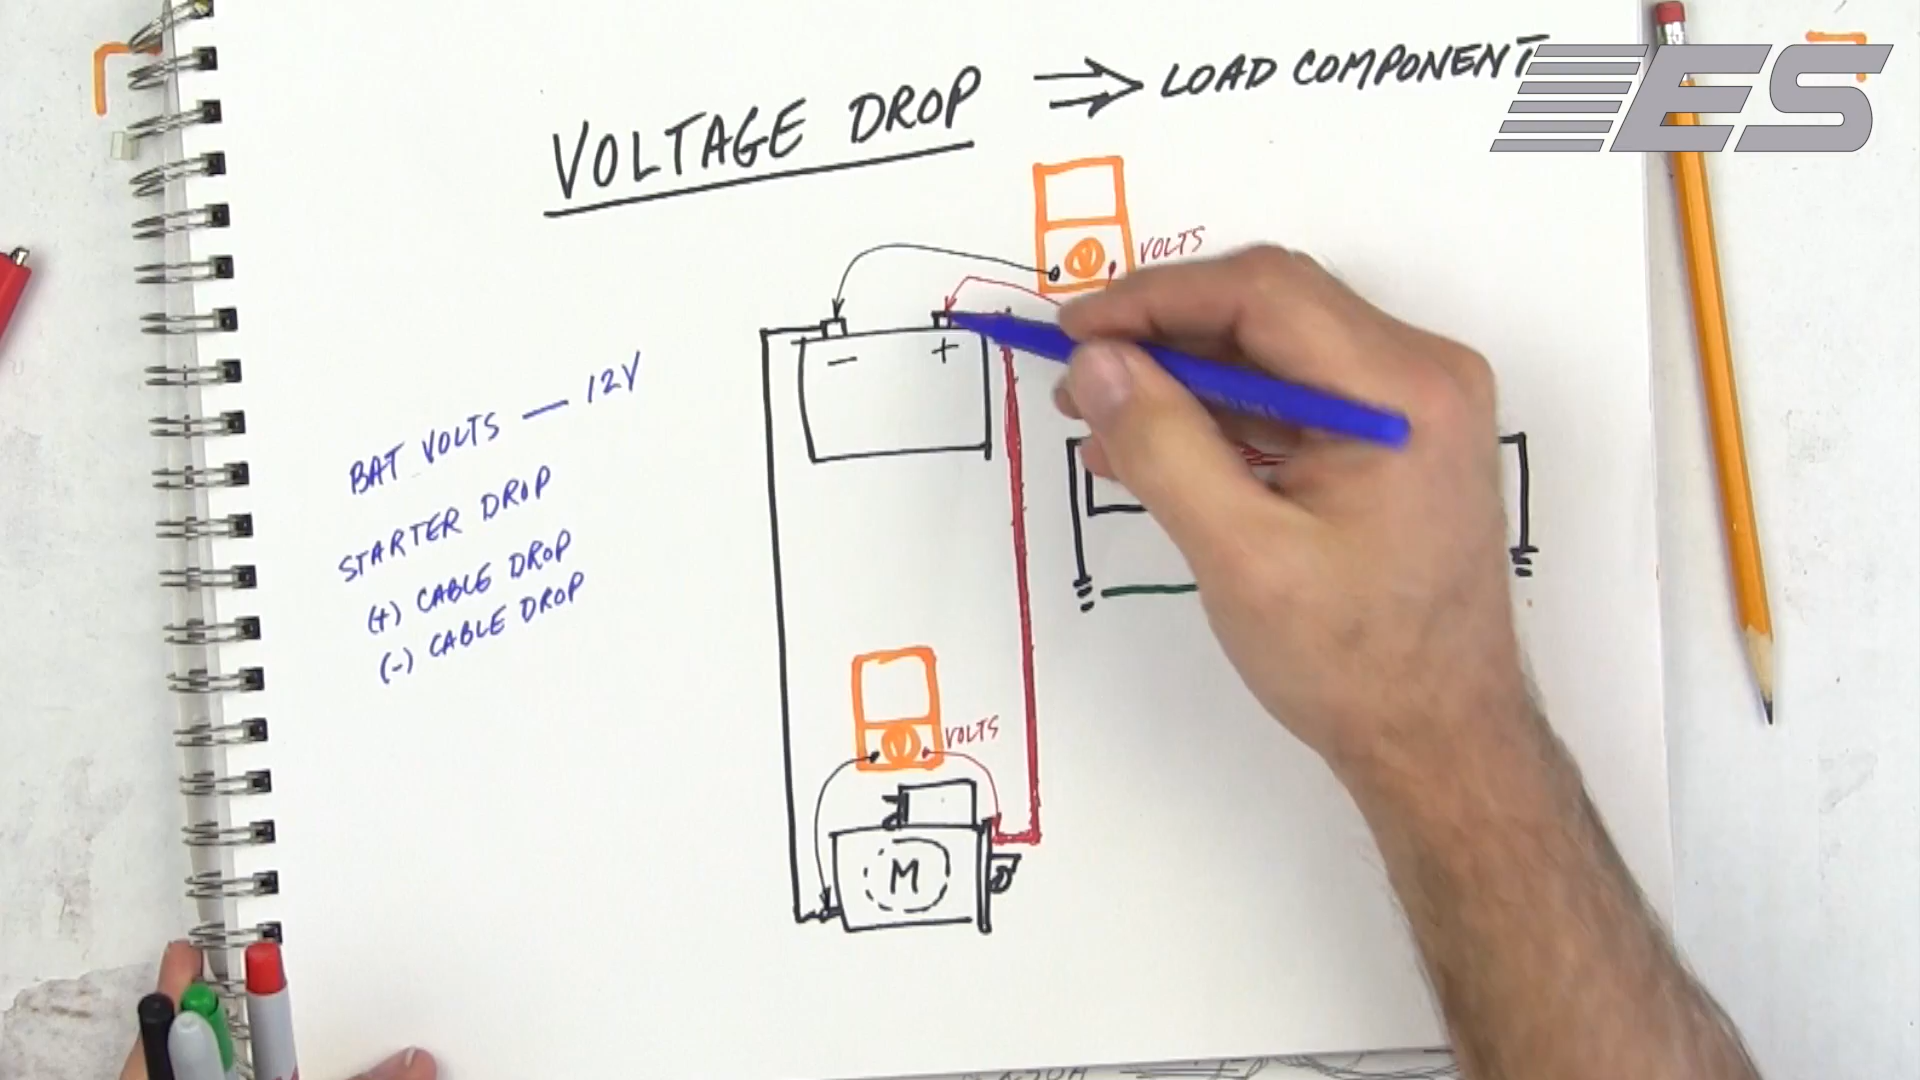 VOLTAGE DROP ⇒ LOAD COMPONENT
ES
VOLTS
− +
BAT VOLTS — 12V
STARTER DROP
(+) CABLE DROP
(-) CABLE DROP
VOLTS
M